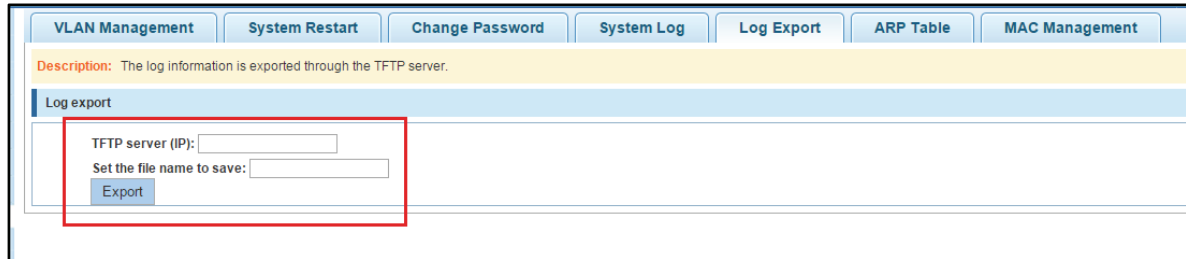 VLAN Management System Restart Change Password System Log Log Export ARP Table MAC Management
Description: The log information is exported through the TFTP server.
Log export
TFTP server (IP):
Set the file name to save:
Export